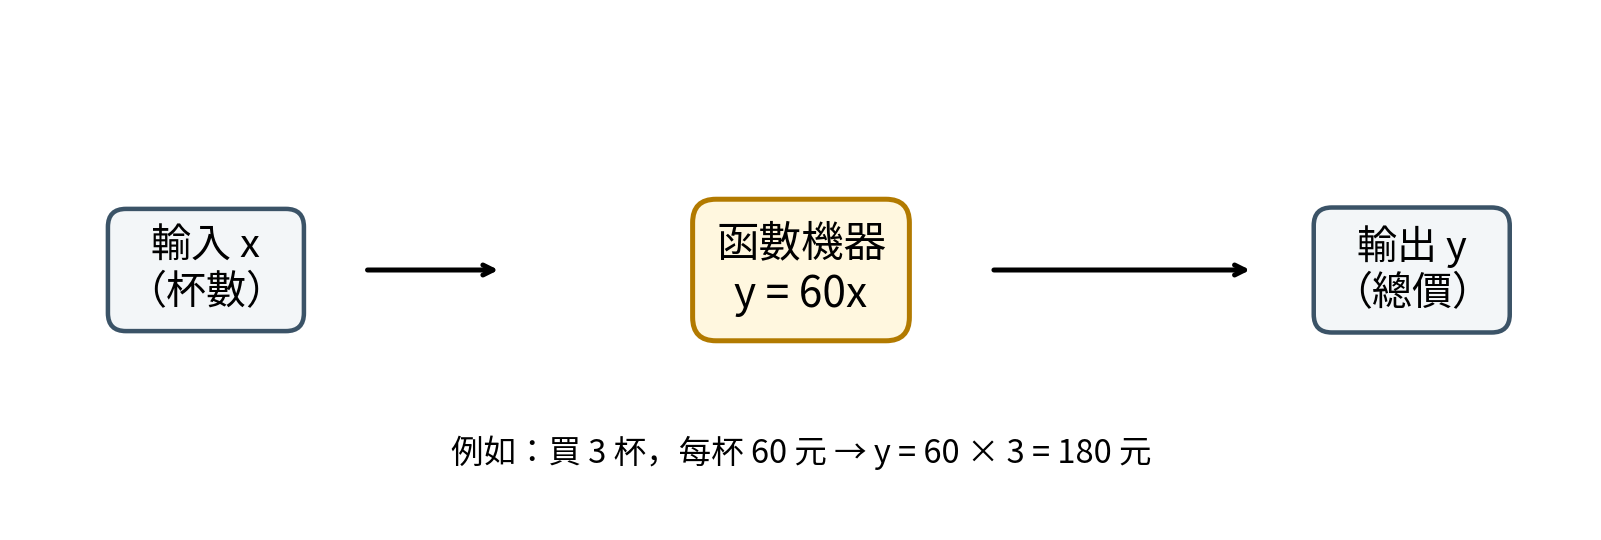 輸入 x
（杯數）
函數機器
y = 60x
輸出 y
（總價）
例如：買 3 杯，每杯 60 元 → y = 60 × 3 = 180 元